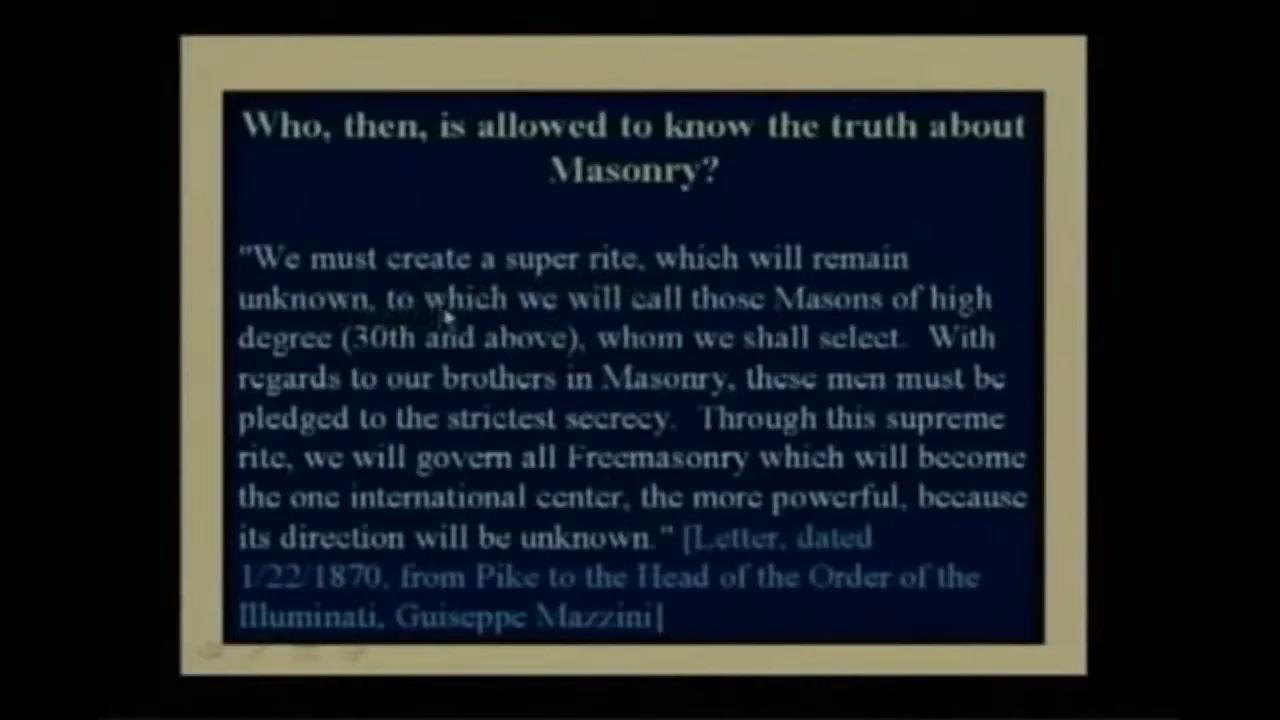 Who, then, is allowed to know the truth about
Masonry?
"We must create a super rite, which will remain
unknown, to which we will call those Masons of high
degree (30th and above), whom we shall select.  With
regards to our brothers in Masonry, these men must be
pledged to the strictest secrecy.  Through this supreme
rite, we will govern all Freemasonry which will become
the one international center, the more powerful, because
its direction will be unknown." [Letter, dated
1/22/1870, from Pike to the Head of the Order of the
Illuminati, Guiseppe Mazzini]